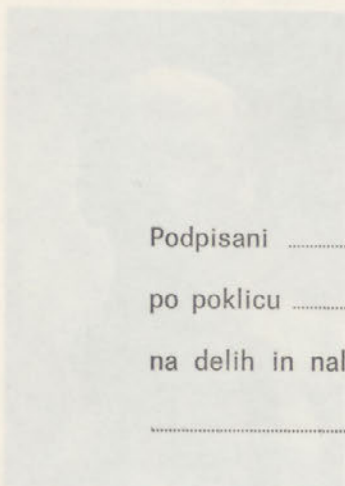 Podpisani ...............
po poklicu ...............
na delih in nal
...............